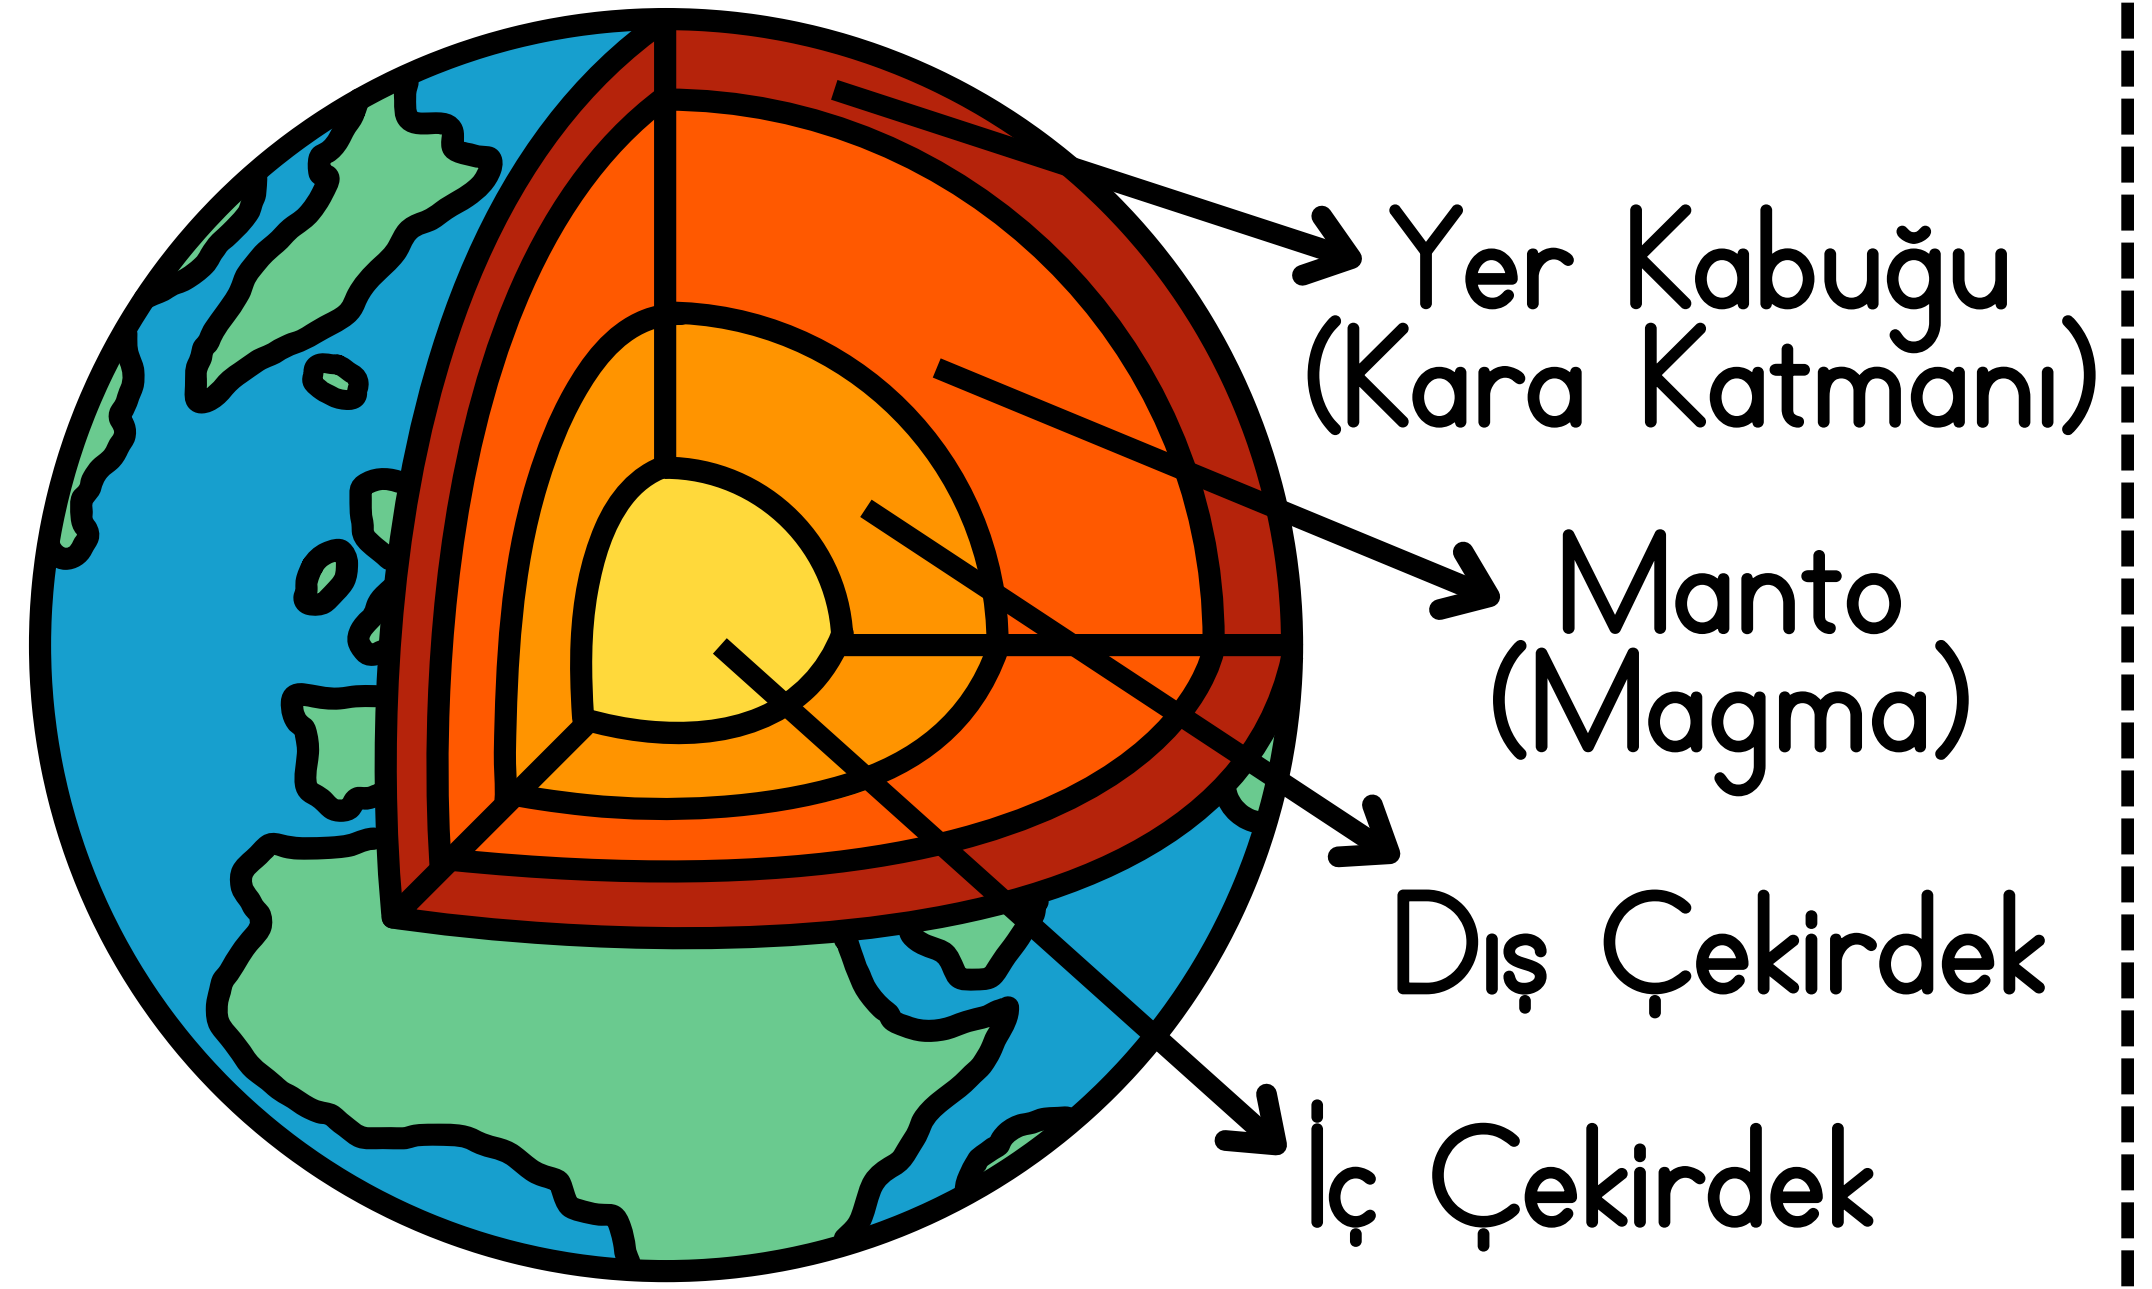 Yer Kabuğu
(Kara Katmanı)
Manto
(Magma)
Dış Çekirdek
İç Çekirdek